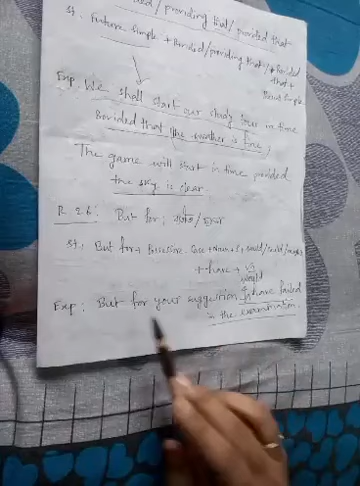 ded/ providing that/ provided that
St: Future Simple + Provided/providing that/ Provided that +
Present Simple
Exp: We shall start our study tour in time
Provided that the weather is fine,
The game will start in time provided
the sky is clear
R 26: But for:
St: But for + Possessive Case + Noun + S + would/could/might
+ have + V3
would
Exp: But for your suggestion, I have failed
in the examination.